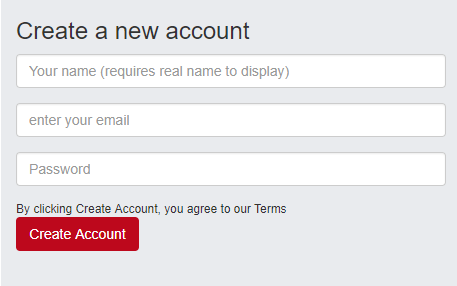 Create a new account
Your name (requires real name to display)
enter your email
Password
By clicking Create Account, you agree to our Terms
Create Account